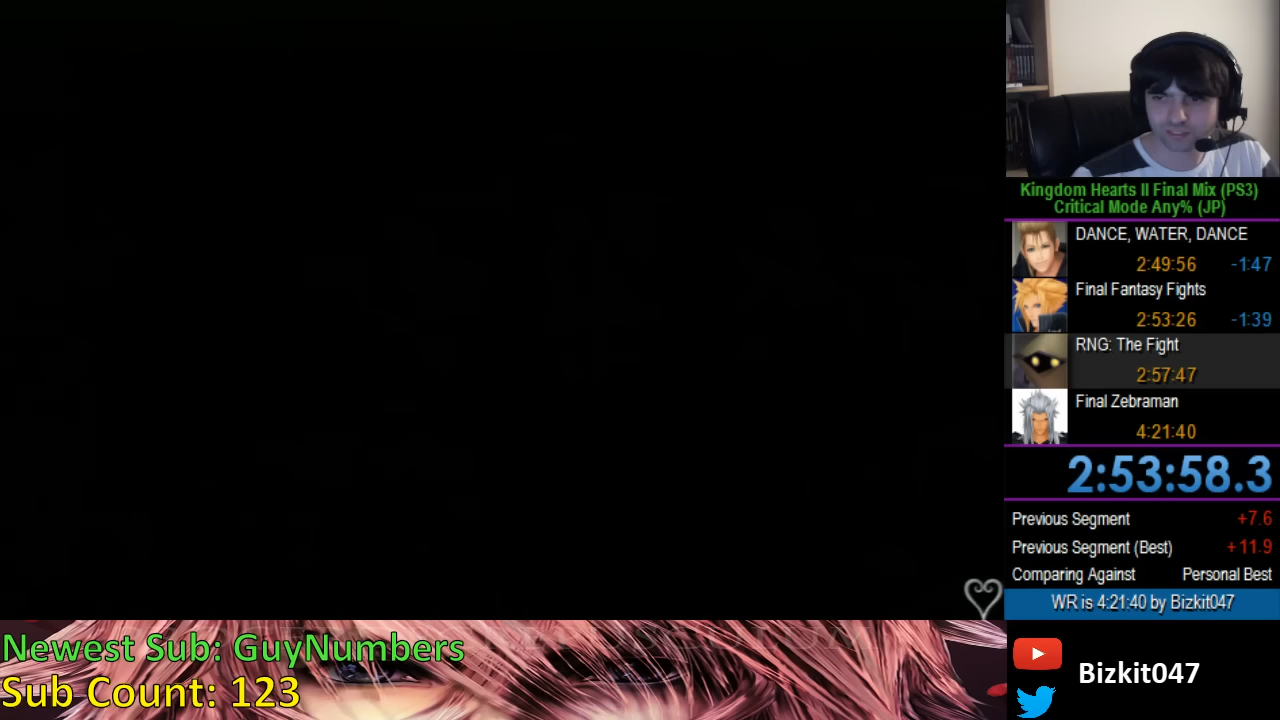 Kingdom Hearts II Final Mix (PS3)
Critical Mode Any% (JP)
DANCE, WATER, DANCE
2:49:56 -1:47
Final Fantasy Fights
2:53:26 -1:39
RNG: The Fight
2:57:47
Final Zebraman
4:21:40
2:53:58.3
Previous Segment +7.6
Previous Segment (Best) +11.9
Comparing Against Personal Best
WR is 4:21:40 by Bizkit047
Newest Sub: GuyNumbers
Sub Count: 123
Bizkit047